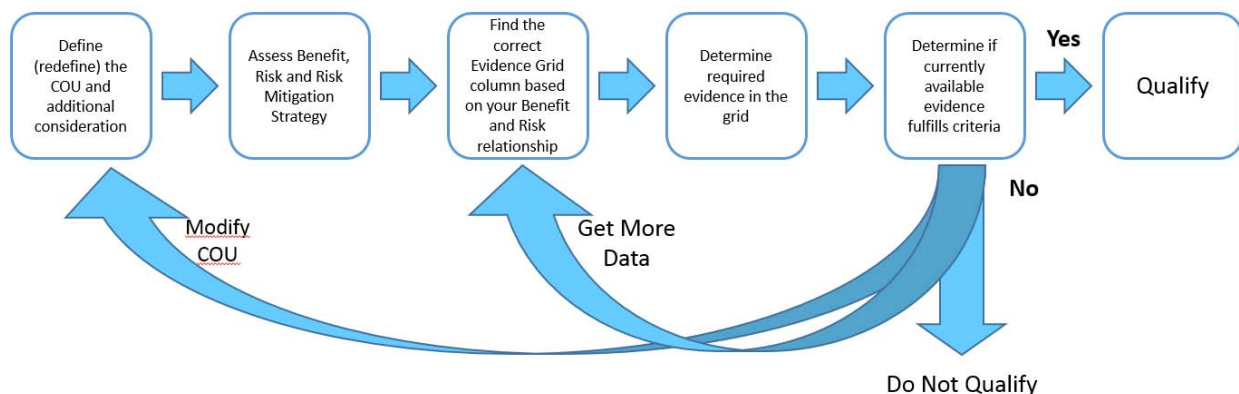 Define
(redefine) the
COU and
additional
consideration
Assess Benefit,
Risk and Risk
Mitigation
Strategy
Find the
correct
Evidence Grid
column based
on your Benefit
and Risk
relationship
Determine
required
evidence in the
grid
Determine if
currently
available
evidence
fulfills criteria
Yes
Qualify
No
Modify
COU
Get More
Data
Do Not Qualify